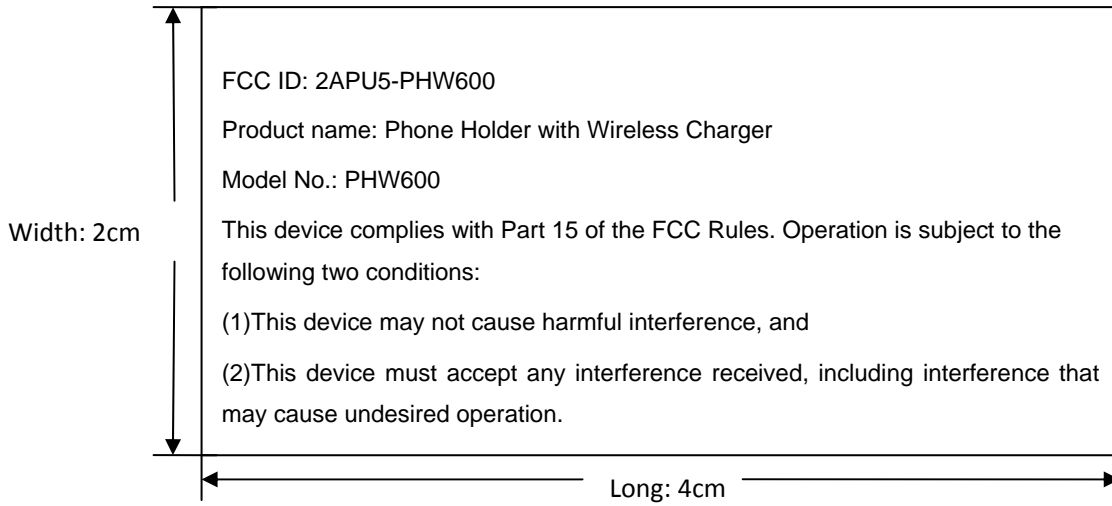 FCC ID: 2APU5-PHW600
Product name: Phone Holder with Wireless Charger
Model No.: PHW600
Width: 2cm
This device complies with Part 15 of the FCC Rules. Operation is subject to the
following two conditions:
(1)This device may not cause harmful interference, and
(2)This device must accept any interference received, including interference that
may cause undesired operation.
Long: 4cm